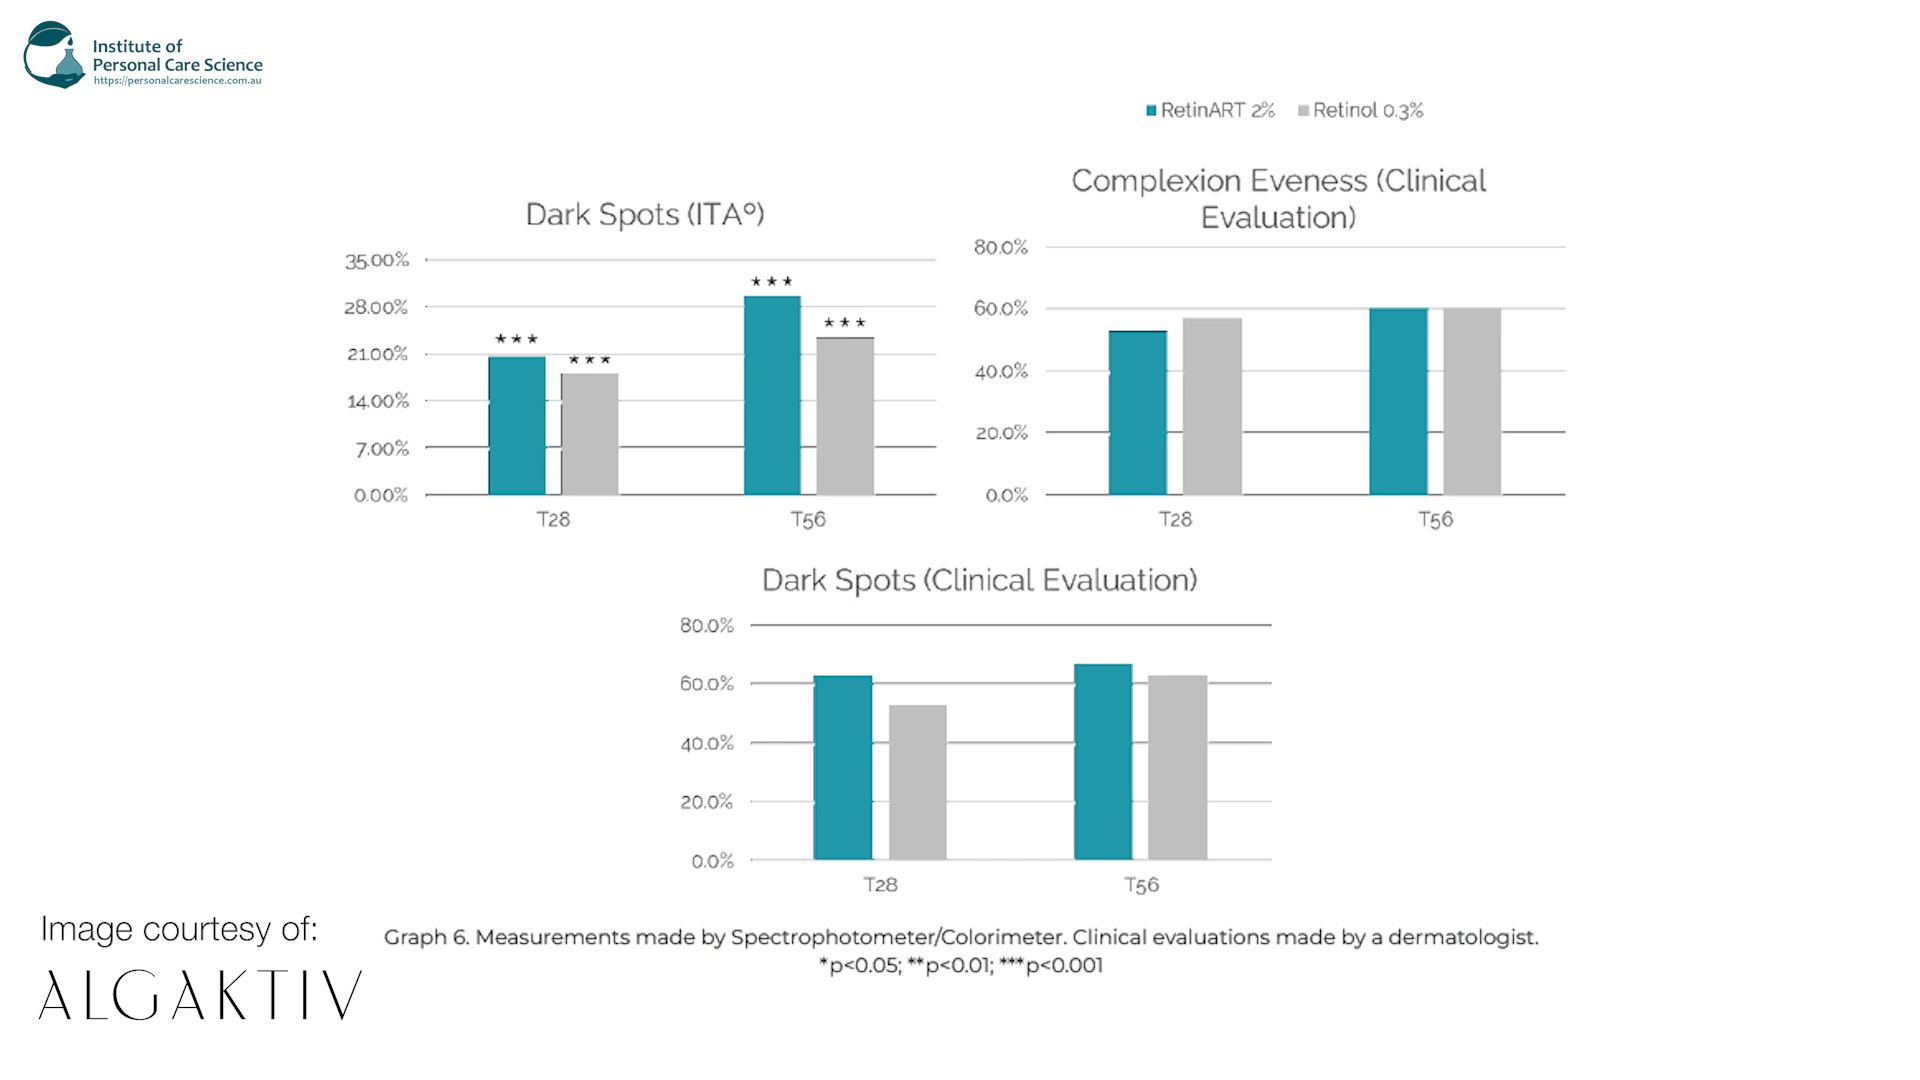 Institute of
Personal Care Science
https://personalcarescience.com.au
RetinART 2% Retinol 0.3%
Dark Spots (ITAº)
35.00%
28.00%
21.00%
14.00%
7.00%
0.00%
*** *** *** ***
T28 T56
Complexion Eveness (Clinical
Evaluation)
80.0%
60.0%
40.0%
20.0%
0.0%
T28 T56
Dark Spots (Clinical Evaluation)
80.0%
60.0%
40.0%
20.0%
0.0%
T28 T56
Image courtesy of:
ALGAKTIV
Graph 6. Measurements made by Spectrophotometer/Colorimeter. Clinical evaluations made by a dermatologist.
*p<0.05; **p<0.01; ***p<0.001